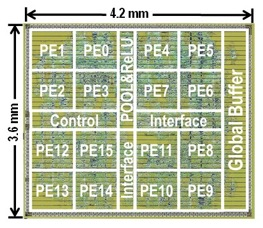 4.2 mm
3.6 mm
PE1 PE0 POOL&ReLU PE4 PE5
PE2 PE3 PE7 PE6
Global Buffer
Control Interface
PE12 PE15 Interface PE11 PE8
PE13 PE14 PE10 PE9